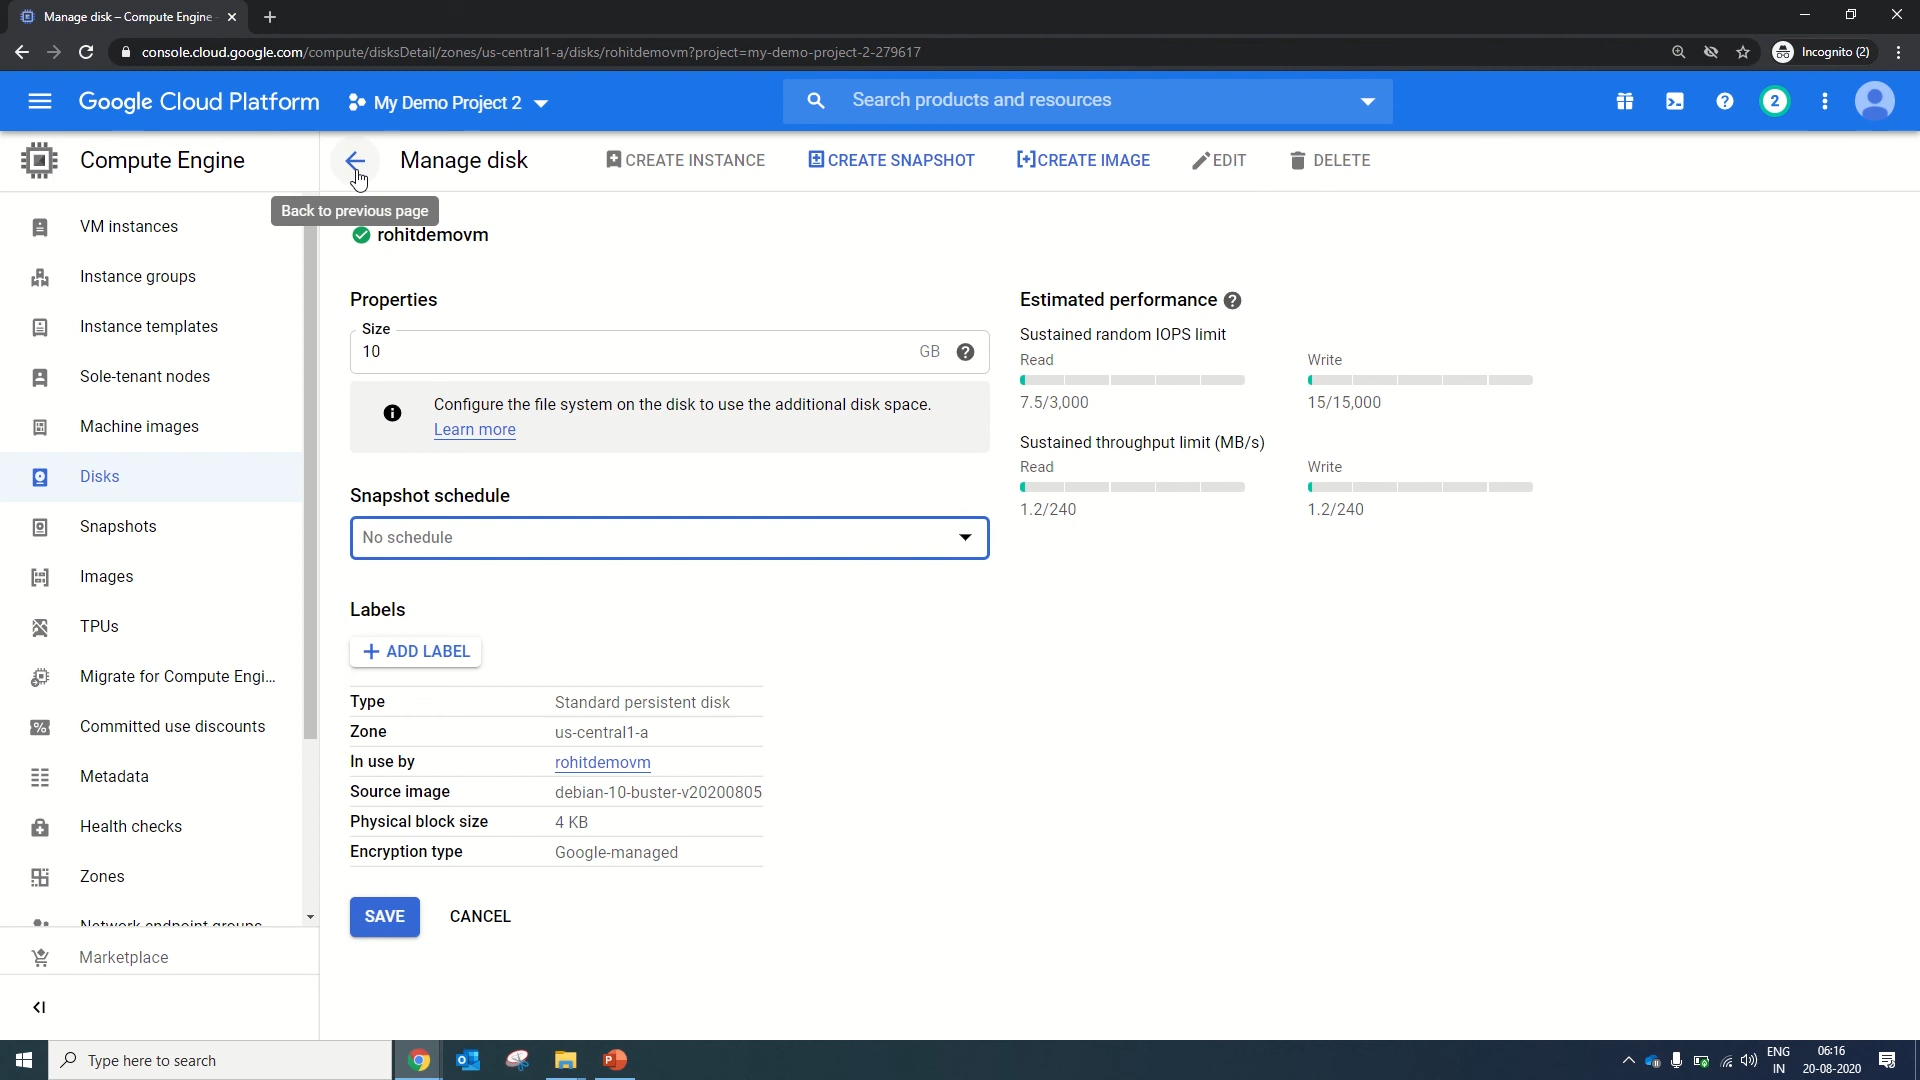 Manage disk – Compute Engine
console.cloud.google.com/compute/disksDetail/zones/us-central1-a/disks/rohitdemovm?project=my-demo-project-2-279617
Incognito (2)
Google Cloud Platform
My Demo Project 2
Search products and resources
2
Compute Engine
Manage disk
CREATE INSTANCE
CREATE SNAPSHOT
CREATE IMAGE
EDIT
DELETE
Back to previous page
VM instances
Instance groups
Instance templates
Sole-tenant nodes
Machine images
Disks
Snapshots
Images
TPUs
Migrate for Compute Engi...
Committed use discounts
Metadata
Health checks
Zones
Network endpoint groups
Marketplace
rohitdemovm
Properties
Size
10
GB
Configure the file system on the disk to use the additional disk space.
Learn more
Snapshot schedule
No schedule
Labels
ADD LABEL
Type Standard persistent disk
Zone us-central1-a
In use by rohitdemovm
Source image debian-10-buster-v20200805
Physical block size 4 KB
Encryption type Google-managed
SAVE
CANCEL
Estimated performance
Sustained random IOPS limit
Read Write
7.5/3,000 15/15,000
Sustained throughput limit (MB/s)
Read Write
1.2/240 1.2/240
Type here to search
ENG
IN
06:16
20-08-2020